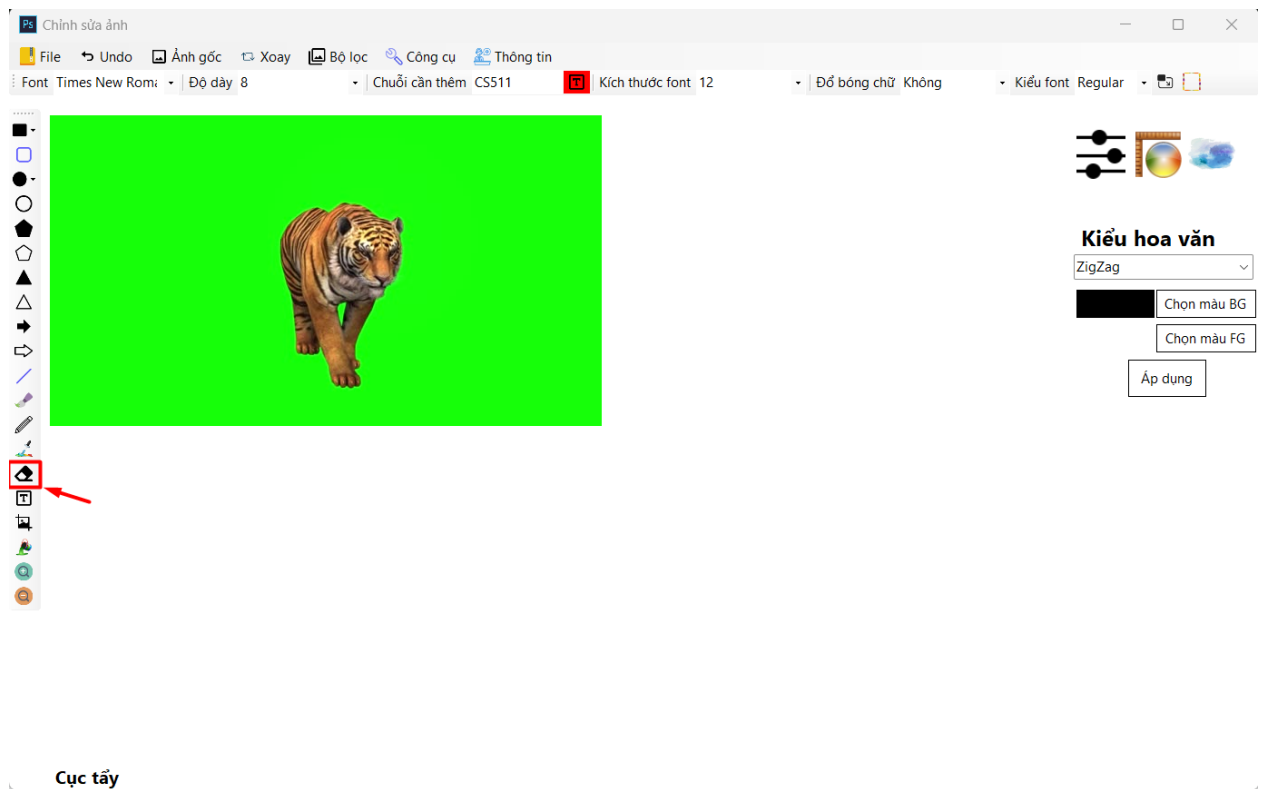 Ps Chỉnh sửa ảnh
File Undo Ảnh gốc Xoay Bộ lọc Công cụ Thông tin
Font Times New Roma Độ dày 8 Chuỗi cần thêm CS511 T Kích thước font 12 Đổ bóng chữ Không Kiểu font Regular
Kiểu hoa văn
ZigZag
Chọn màu BG
Chọn màu FG
Áp dụng
T
Cục tẩy